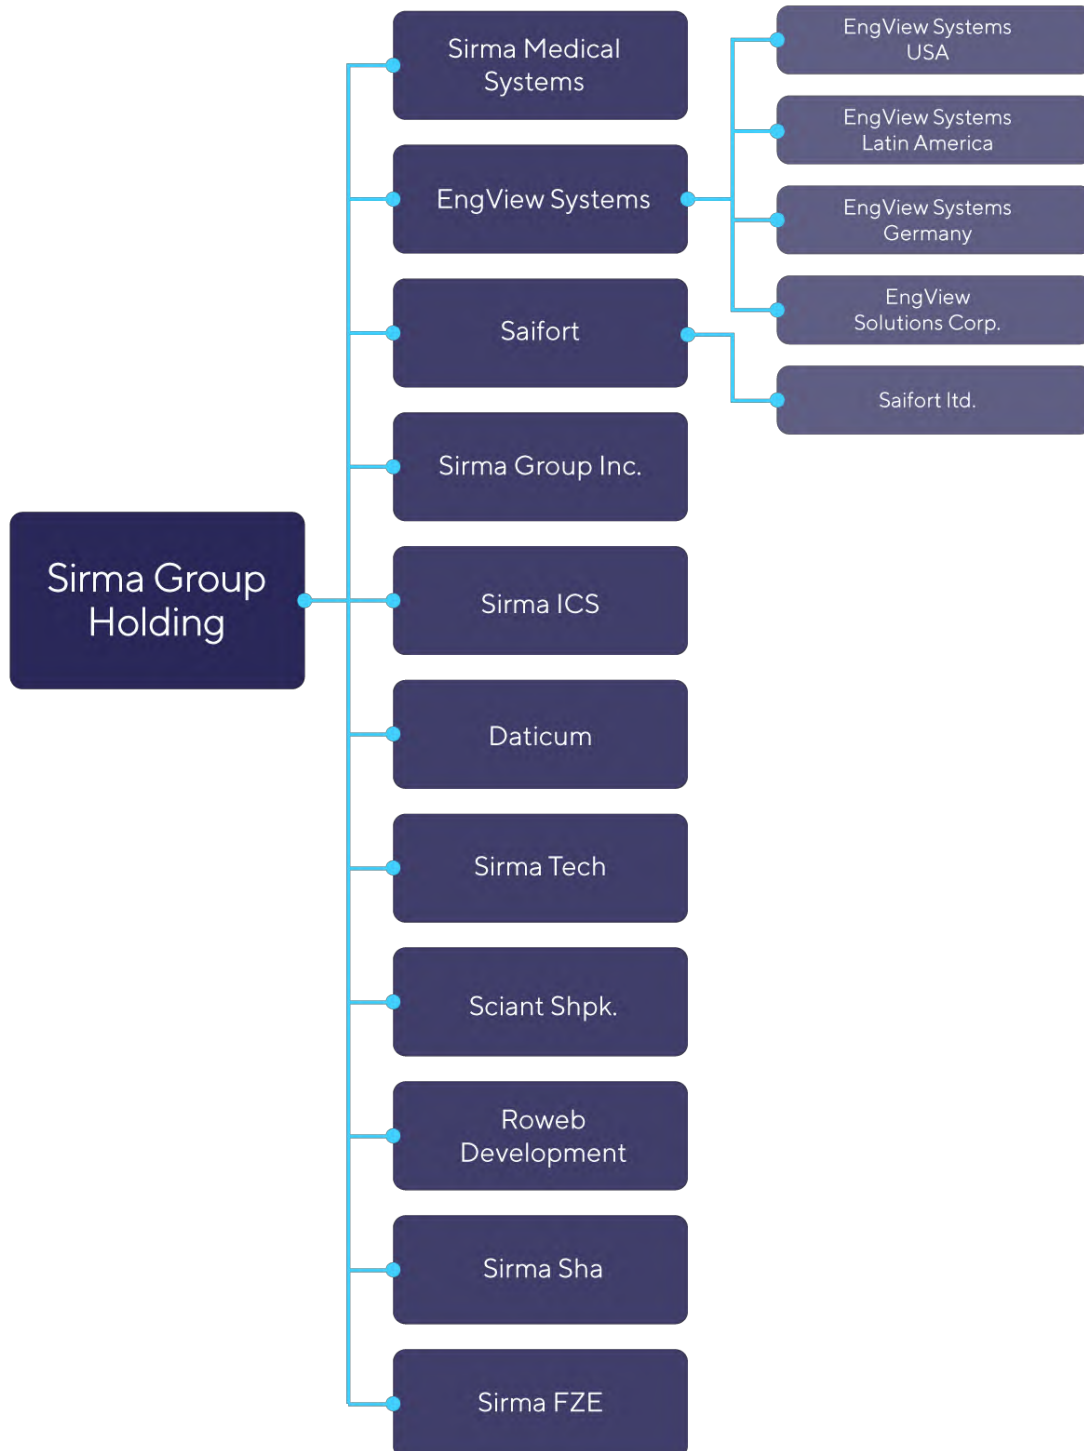 Sirma Group
Holding
Sirma Medical
Systems
EngView Systems
Saifort
Sirma Group Inc.
Sirma ICS
Daticum
Sirma Tech
Sciant Shpk.
Roweb
Development
Sirma Sha
Sirma FZE
EngView Systems
USA
EngView Systems
Latin America
EngView Systems
Germany
EngView
Solutions Corp.
Saifort ltd.